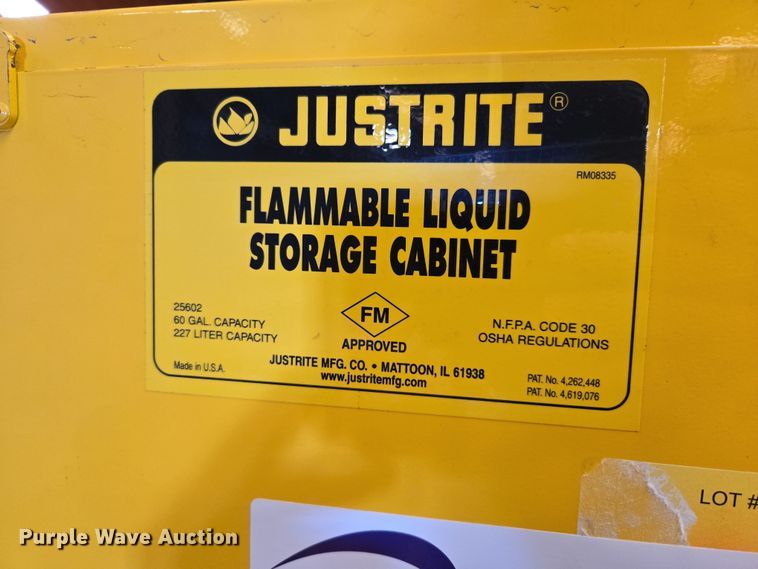 JUSTRITE®
RM08335
FLAMMABLE LIQUID
STORAGE CABINET
25602
60 GAL. CAPACITY
227 LITER CAPACITY
FM
APPROVED
N.F.P.A. CODE 30
OSHA REGULATIONS
Made in U.S.A.
JUSTRITE MFG. CO. • MATTOON, IL 61938
www.justritemfg.com
PAT. No. 4,262,448
PAT. No. 4,619,076
LOT #
Purple Wave Auction